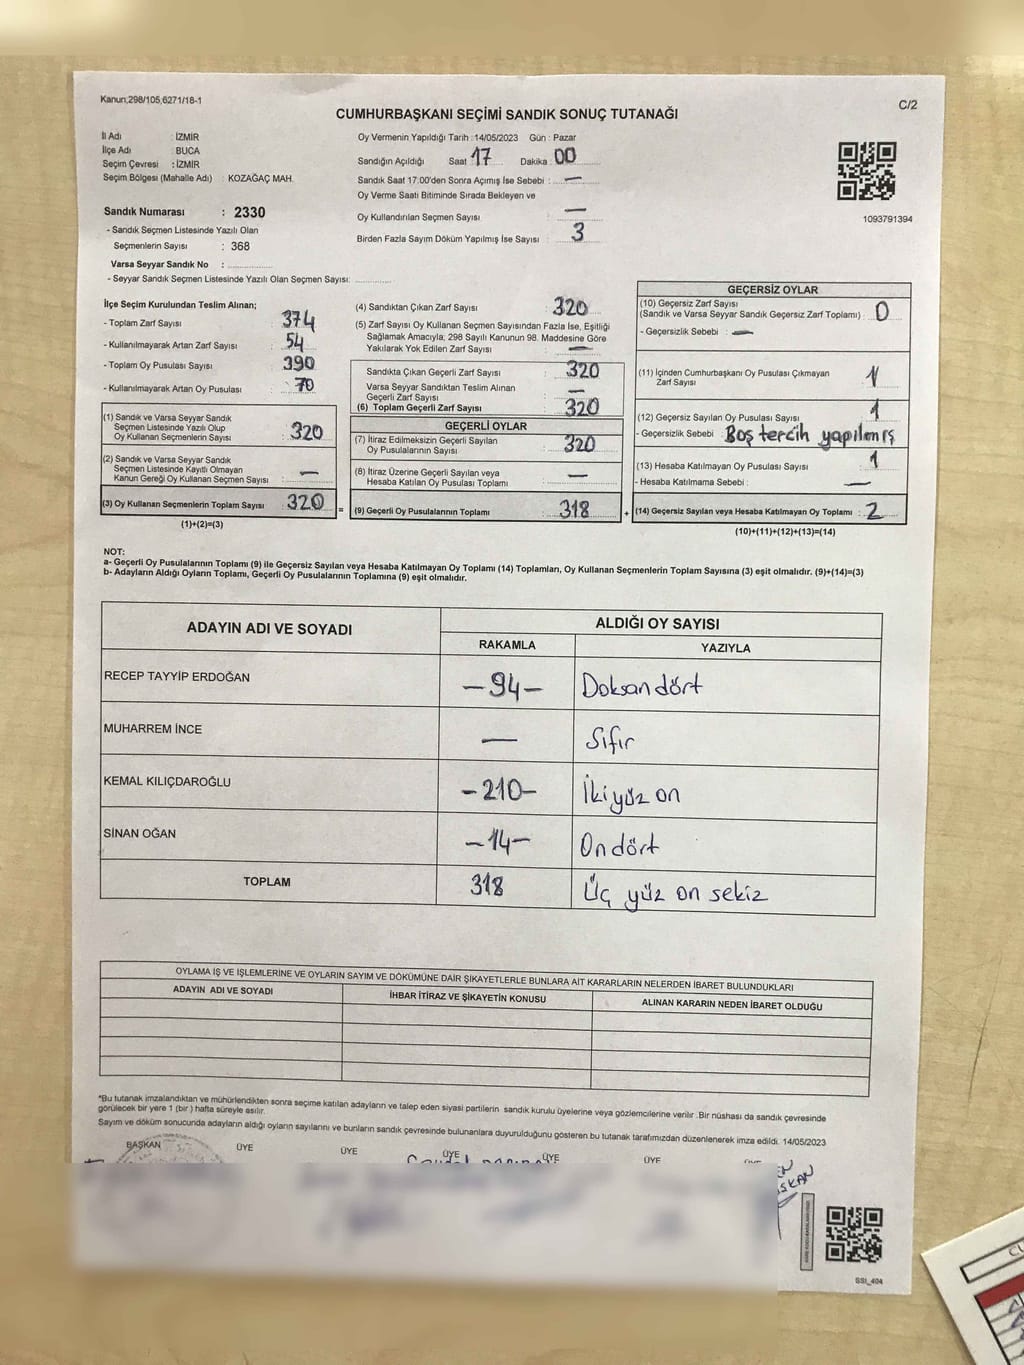 Kanun;298/105,6271/18-1
C/2
CUMHURBAŞKANI SEÇİMİ SANDIK SONUÇ TUTANAĞI
İl Adı : İZMİR
İlçe Adı : BUCA
Seçim Çevresi : İZMİR
Seçim Bölgesi (Mahalle Adı) : KOZAĞAÇ MAH.
Sandık Numarası : 2330
- Sandık Seçmen Listesinde Yazılı Olan
Seçmenlerin Sayısı : 368
Varsa Seyyar Sandık No :
- Seyyar Sandık Seçmen Listesinde Yazılı Olan Seçmen Sayısı:
Oy Vermenin Yapıldığı Tarih : 14/05/2023 Gün : Pazar
Sandığın Açıldığı Saat 17 Dakika : 00
Sandık Saat 17:00'den Sonra Açımış İse Sebebi : —
Oy Verme Saati Bitiminde Sırada Bekleyen ve
Oy Kullandırılan Seçmen Sayısı : —
Birden Fazla Sayım Döküm Yapılmış İse Sayısı : 3
1093791394
İlçe Seçim Kurulundan Teslim Alınan;
- Toplam Zarf Sayısı : 374
- Kullanılmayarak Artan Zarf Sayısı : 54
- Toplam Oy Pusulası Sayısı : 390
- Kullanılmayarak Artan Oy Pusulası : 70
(1) Sandık ve Varsa Seyyar Sandık
Seçmen Listesinde Yazılı Olup
Oy Kullanan Seçmenlerin Sayısı : 320
(2) Sandık ve Varsa Seyyar Sandık
Seçmen Listesinde Kayıtlı Olmayan
Kanun Gereği Oy Kullanan Seçmen Sayısı : —
(3) Oy Kullanan Seçmenlerin Toplam Sayısı : 320
(1)+(2)=(3)
=
(4) Sandıktan Çıkan Zarf Sayısı : 320
(5) Zarf Sayısı Oy Kullanan Seçmen Sayısından Fazla İse, Eşitliği
Sağlamak Amacıyla; 298 Sayılı Kanunun 98. Maddesine Göre
Yakılarak Yok Edilen Zarf Sayısı : —
Sandıkta Çıkan Geçerli Zarf Sayısı : 320
Varsa Seyyar Sandıktan Teslim Alınan
Geçerli Zarf Sayısı : —
(6) Toplam Geçerli Zarf Sayısı : 320
GEÇERLİ OYLAR
(7) İtiraz Edilmeksizin Geçerli Sayılan
Oy Pusulalarının Sayısı : 320
(8) İtiraz Üzerine Geçerli Sayılan veya
Hesaba Katılan Oy Pusulası Toplamı : —
(9) Geçerli Oy Pusulalarının Toplamı : 318
+
GEÇERSİZ OYLAR
(10) Geçersiz Zarf Sayısı
(Sandık ve Varsa Seyyar Sandık Geçersiz Zarf Toplamı) : 0
- Geçersizlik Sebebi : —
(11) İçinden Cumhurbaşkanı Oy Pusulası Çıkmayan
Zarf Sayısı
(12) Geçersiz Sayılan Oy Pusulası Sayısı : 1
- Geçersizlik Sebebi : Boş tercih yapılmış
(13) Hesaba Katılmayan Oy Pusulası Sayısı : 1
- Hesaba Katılmama Sebebi : —
(14) Geçersiz Sayılan veya Hesaba Katılmayan Oy Toplamı : 2
(10)+(11)+(12)+(13)=(14)
NOT:
a- Geçerli Oy Pusulalarının Toplamı (9) ile Geçersiz Sayılan veya Hesaba Katılmayan Oy Toplamı (14) Toplamları, Oy Kullanan Seçmenlerin Toplam Sayısına (3) eşit olmalıdır. (9)+(14)=(3)
b- Adayların Aldığı Oyların Toplamı, Geçerli Oy Pusulalarının Toplamına (9) eşit olmalıdır.
ADAYIN ADI VE SOYADI
ALDIĞI OY SAYISI
RAKAMLA YAZIYLA
RECEP TAYYİP ERDOĞAN -94- Doksan dört
MUHARREM İNCE — Sıfır
KEMAL KILIÇDAROĞLU -210- İki yüz on
SİNAN OĞAN -14- On dört
TOPLAM 318 Üç yüz on sekiz
OYLAMA İŞ VE İŞLEMLERİNE VE OYLARIN SAYIM VE DÖKÜMÜNE DAİR ŞİKAYETLERLE BUNLARA AİT KARARLARIN NELERDEN İBARET BULUNDUKLARI
ADAYIN ADI VE SOYADI İHBAR İTİRAZ VE ŞİKAYETİN KONUSU ALINAN KARARIN NEDEN İBARET OLDUĞU
*Bu tutanak imzalandıktan ve mühürlendikten sonra seçime katılan adayların ve talep eden siyasi partilerin sandık kurulu üyelerine veya gözlemcilerine verilir. Bir nüshası da sandık çevresinde
görülecek bir yere 1 (bir) hafta süreyle asılır.
Sayım ve döküm sonucunda adayların aldığı oyların sayılarını ve bunların sandık çevresinde bulunanlara duyurulduğunu gösteren bu tutanak tarafımızdan düzenlenerek imza edildi. 14/05/2023
BAŞKAN ÜYE ÜYE ÜYE ÜYE ÜYE
SSI_404